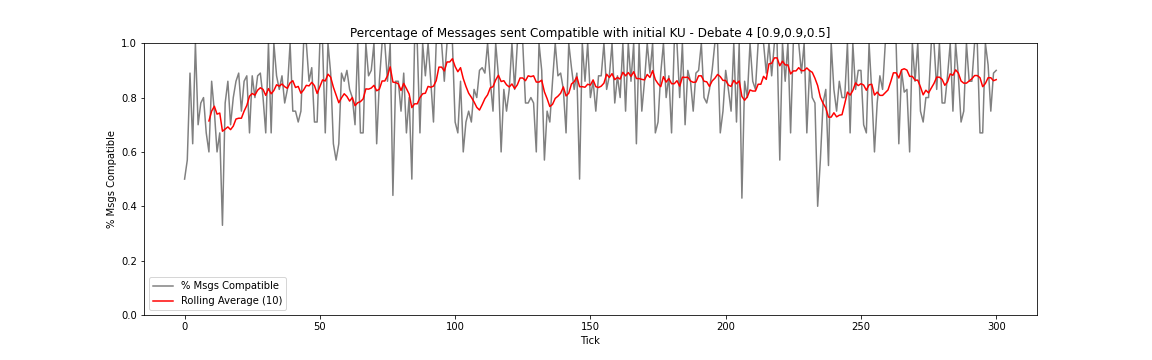 Percentage of Messages sent Compatible with initial KU - Debate 4 [0.9,0.9,0.5]
1.0
0.8
0.6
0.4
0.2
0.0
% Msgs Compatible
% Msgs Compatible
Rolling Average (10)
0 50 100 150 200 250 300
Tick